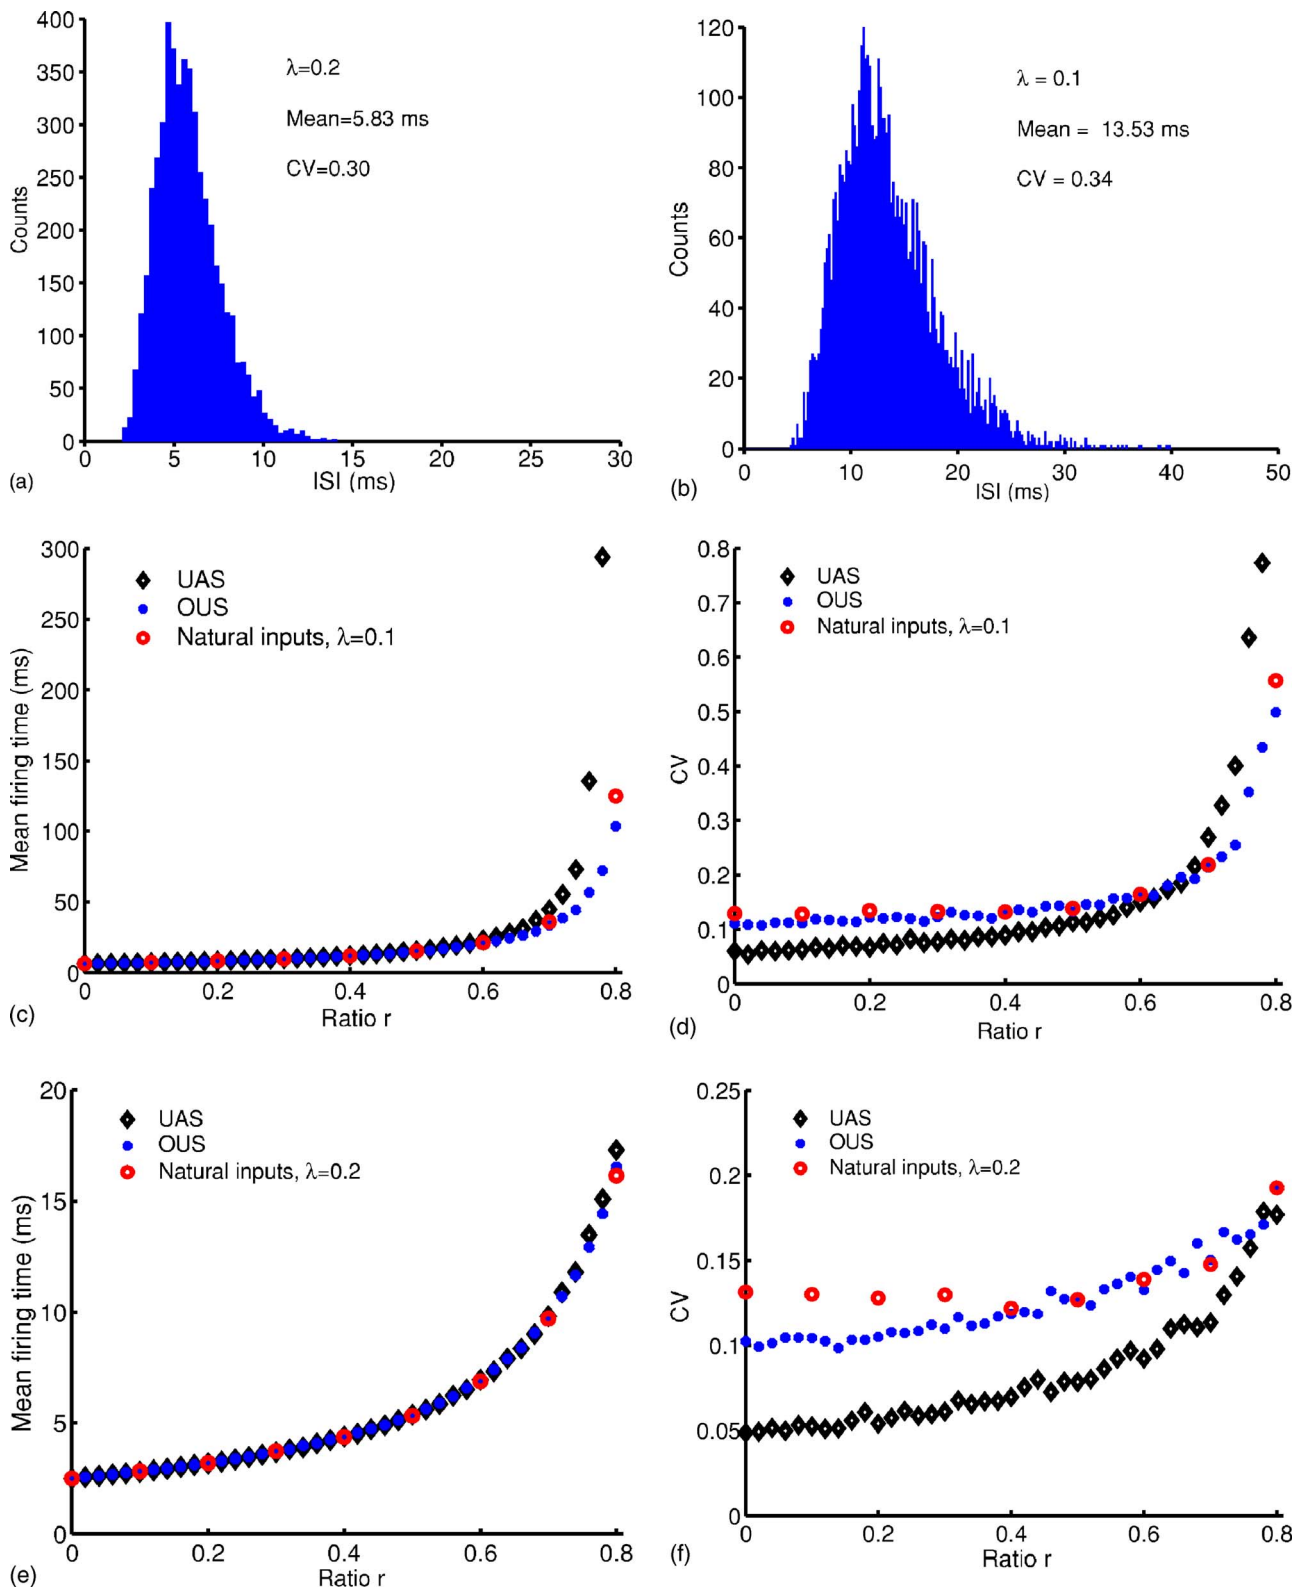 400
350
300
250
200
150
100
50
0
Counts
λ=0.2
Mean=5.83 ms
CV=0.30
0 5 10 15 20 25 30
ISI (ms)
(a)
120
100
80
60
40
20
0
Counts
λ = 0.1
Mean = 13.53 ms
CV = 0.34
0 10 20 30 40 50
ISI (ms)
(b)
300
250
200
150
100
50
0
Mean firing time (ms)
UAS
OUS
Natural inputs, λ=0.1
0 0.2 0.4 0.6 0.8
Ratio r
(c)
0.8
0.7
0.6
0.5
0.4
0.3
0.2
0.1
0
CV
UAS
OUS
Natural inputs, λ=0.1
0 0.2 0.4 0.6 0.8
Ratio r
(d)
20
15
10
5
0
Mean firing time (ms)
UAS
OUS
Natural inputs, λ=0.2
0 0.2 0.4 0.6 0.8
Ratio r
(e)
0.25
0.2
0.15
0.1
0.05
0
CV
UAS
OUS
Natural inputs, λ=0.2
0 0.2 0.4 0.6 0.8
Ratio r
(f)